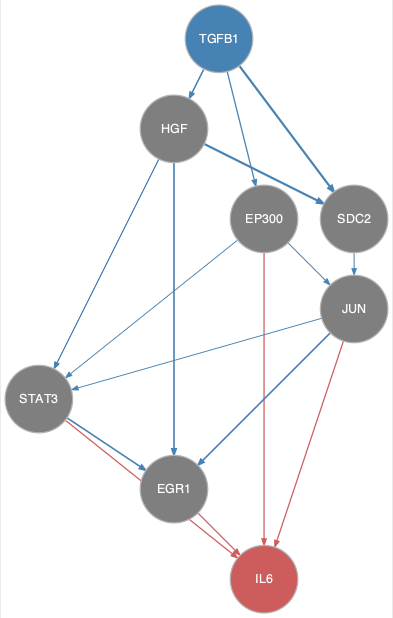 TGFB1
HGF
EP300
SDC2
JUN
STAT3
EGR1
IL6